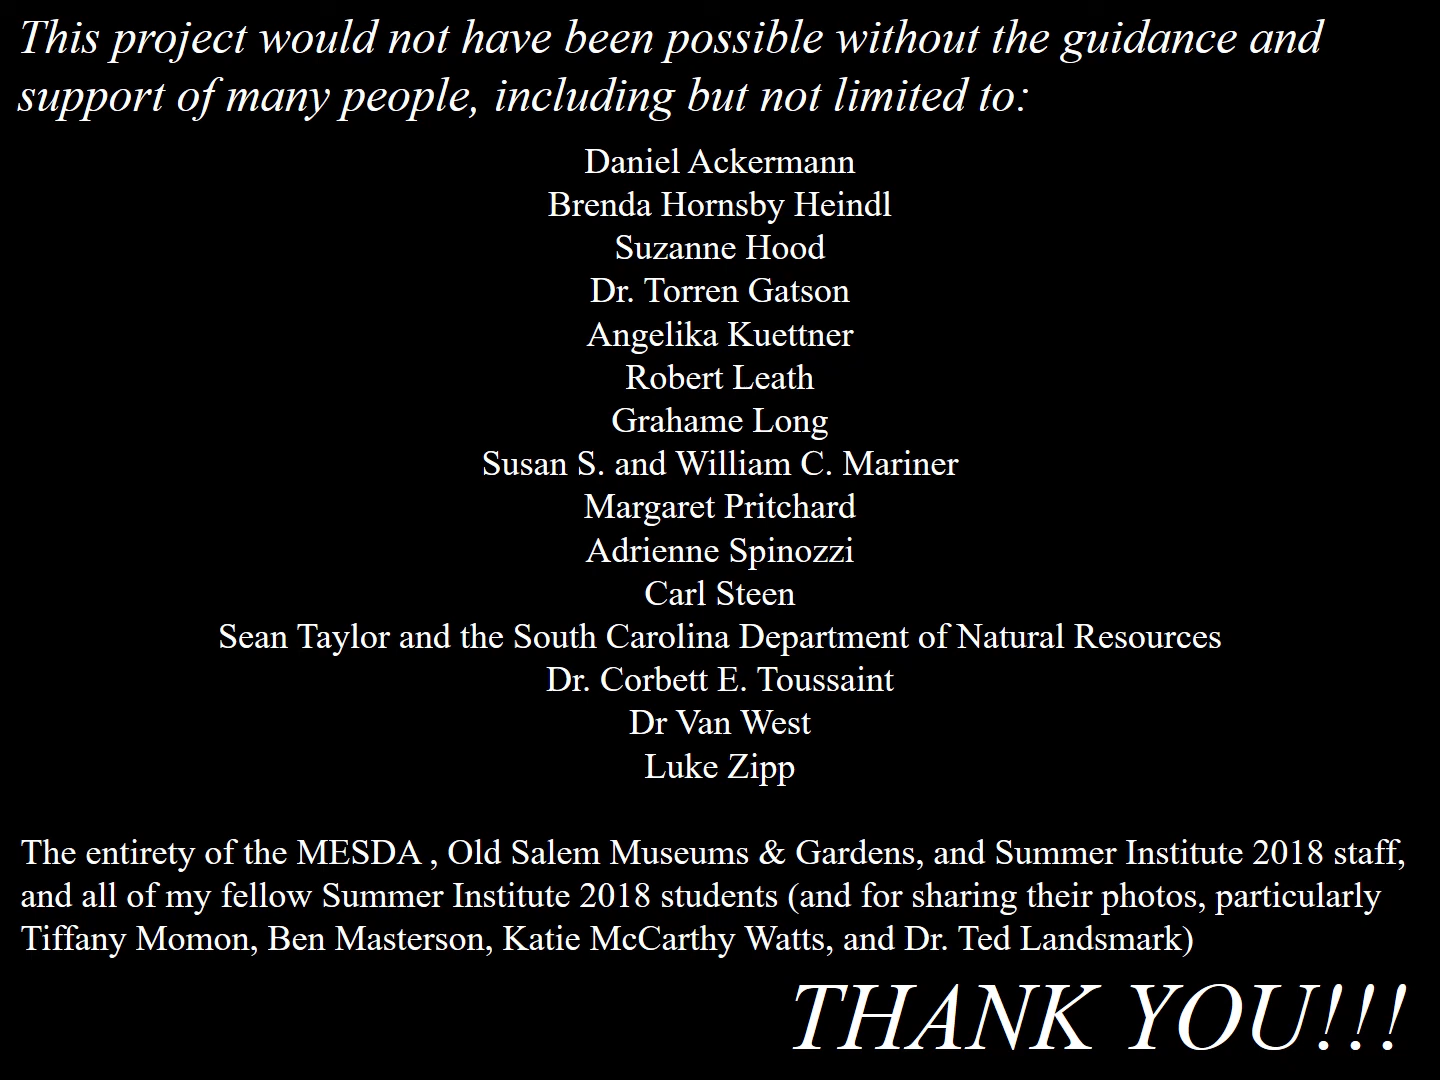 This project would not have been possible without the guidance and
support of many people, including but not limited to:
Daniel Ackermann
Brenda Hornsby Heindl
Suzanne Hood
Dr. Torren Gatson
Angelika Kuettner
Robert Leath
Grahame Long
Susan S. and William C. Mariner
Margaret Pritchard
Adrienne Spinozzi
Carl Steen
Sean Taylor and the South Carolina Department of Natural Resources
Dr. Corbett E. Toussaint
Dr Van West
Luke Zipp
The entirety of the MESDA , Old Salem Museums & Gardens, and Summer Institute 2018 staff,
and all of my fellow Summer Institute 2018 students (and for sharing their photos, particularly
Tiffany Momon, Ben Masterson, Katie McCarthy Watts, and Dr. Ted Landsmark)
THANK YOU!!!